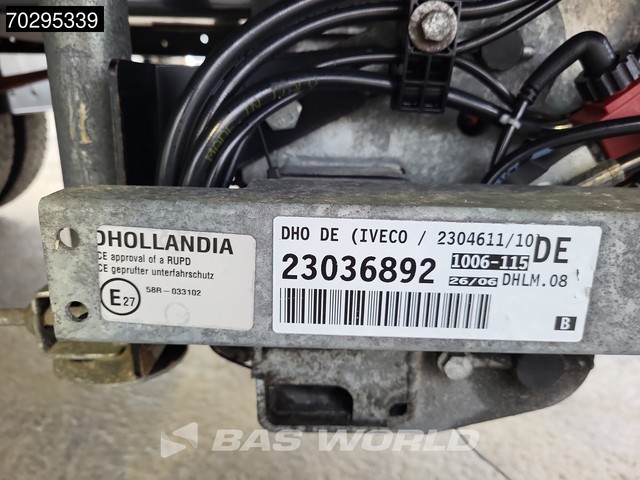 70295339
DHOLLANDIA
CE approval of a RUPD
CE geprufter unterfahrschutz
E27
58R-033102
DHO DE (IVECO / 2304611/10
DE
23036892
1006-115
26/06 DHLM.08
B
BAS WORLD